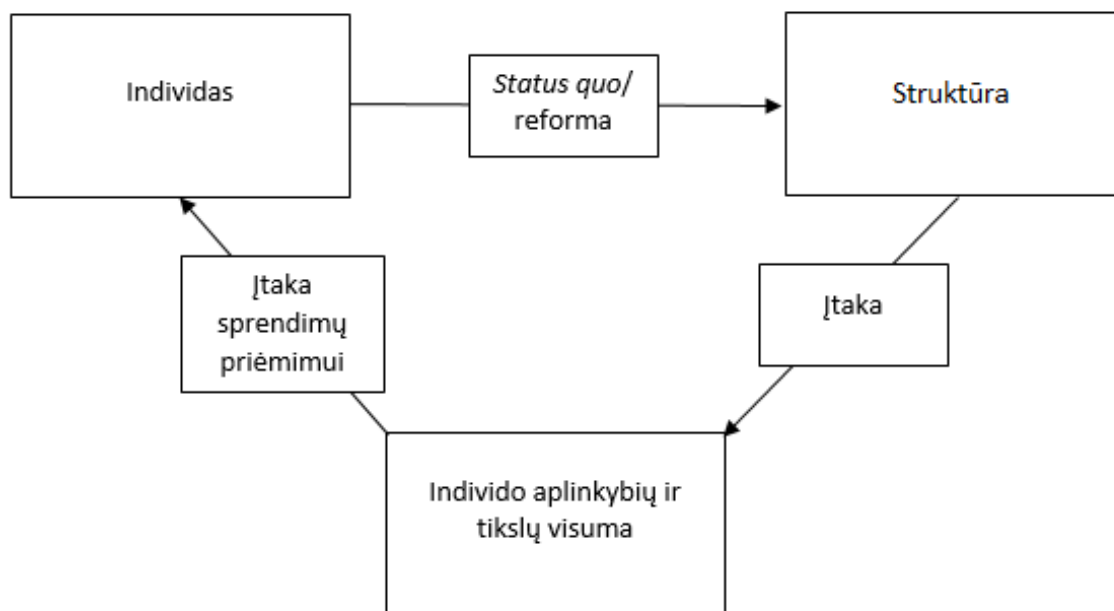 Individas
Status quo/
reforma
Struktūra
Įtaka
sprendimų
priėmimui
Įtaka
Individo aplinkybių ir
tikslų visuma